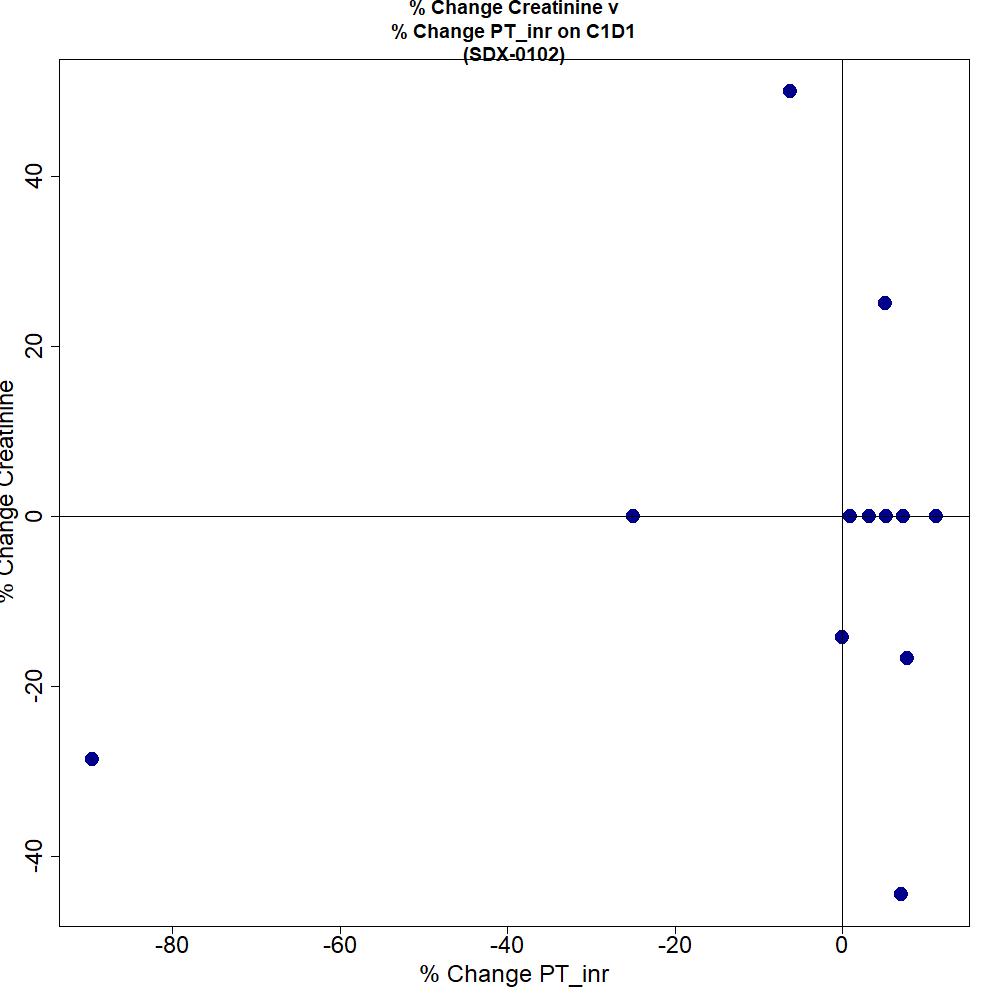 % Change Creatinine v
% Change PT_inr on C1D1
(SDX-0102)
% Change Creatinine
40
20
0
-20
-40
-80
-60
-40
-20
0
% Change PT_inr